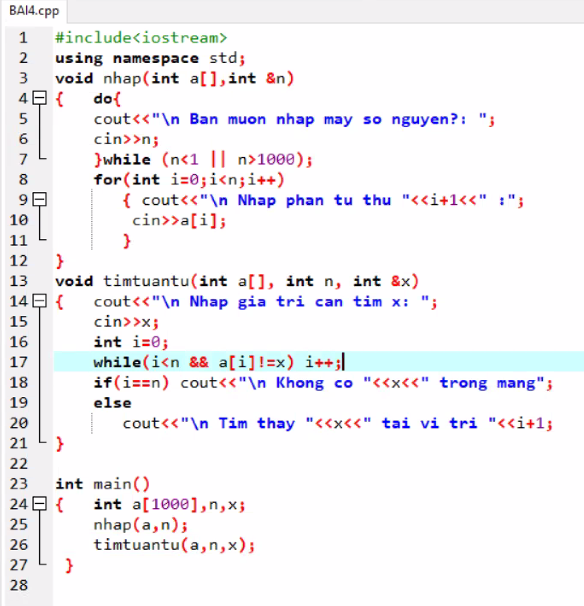 BAI4.cpp
1 #include<iostream>
2 using namespace std;
3 void nhap(int a[],int &n)
4 {   do{
5     cout<<"\n Ban muon nhap may so nguyen?: ";
6     cin>>n;
7     }while (n<1 || n>1000);
8     for(int i=0;i<n;i++)
9        { cout<<"\n Nhap phan tu thu "<<i+1<<" :";
10         cin>>a[i];
11        }
12 }
13 void timtuantu(int a[], int n, int &x)
14 {   cout<<"\n Nhap gia tri can tim x: ";
15     cin>>x;
16     int i=0;
17     while(i<n && a[i]!=x) i++;
18     if(i==n) cout<<"\n Khong co "<<x<<" trong mang";
19     else
20        cout<<"\n Tim thay "<<x<<" tai vi tri "<<i+1;
21 }
22
23 int main()
24 {   int a[1000],n,x;
25     nhap(a,n);
26     timtuantu(a,n,x);
27  }
28